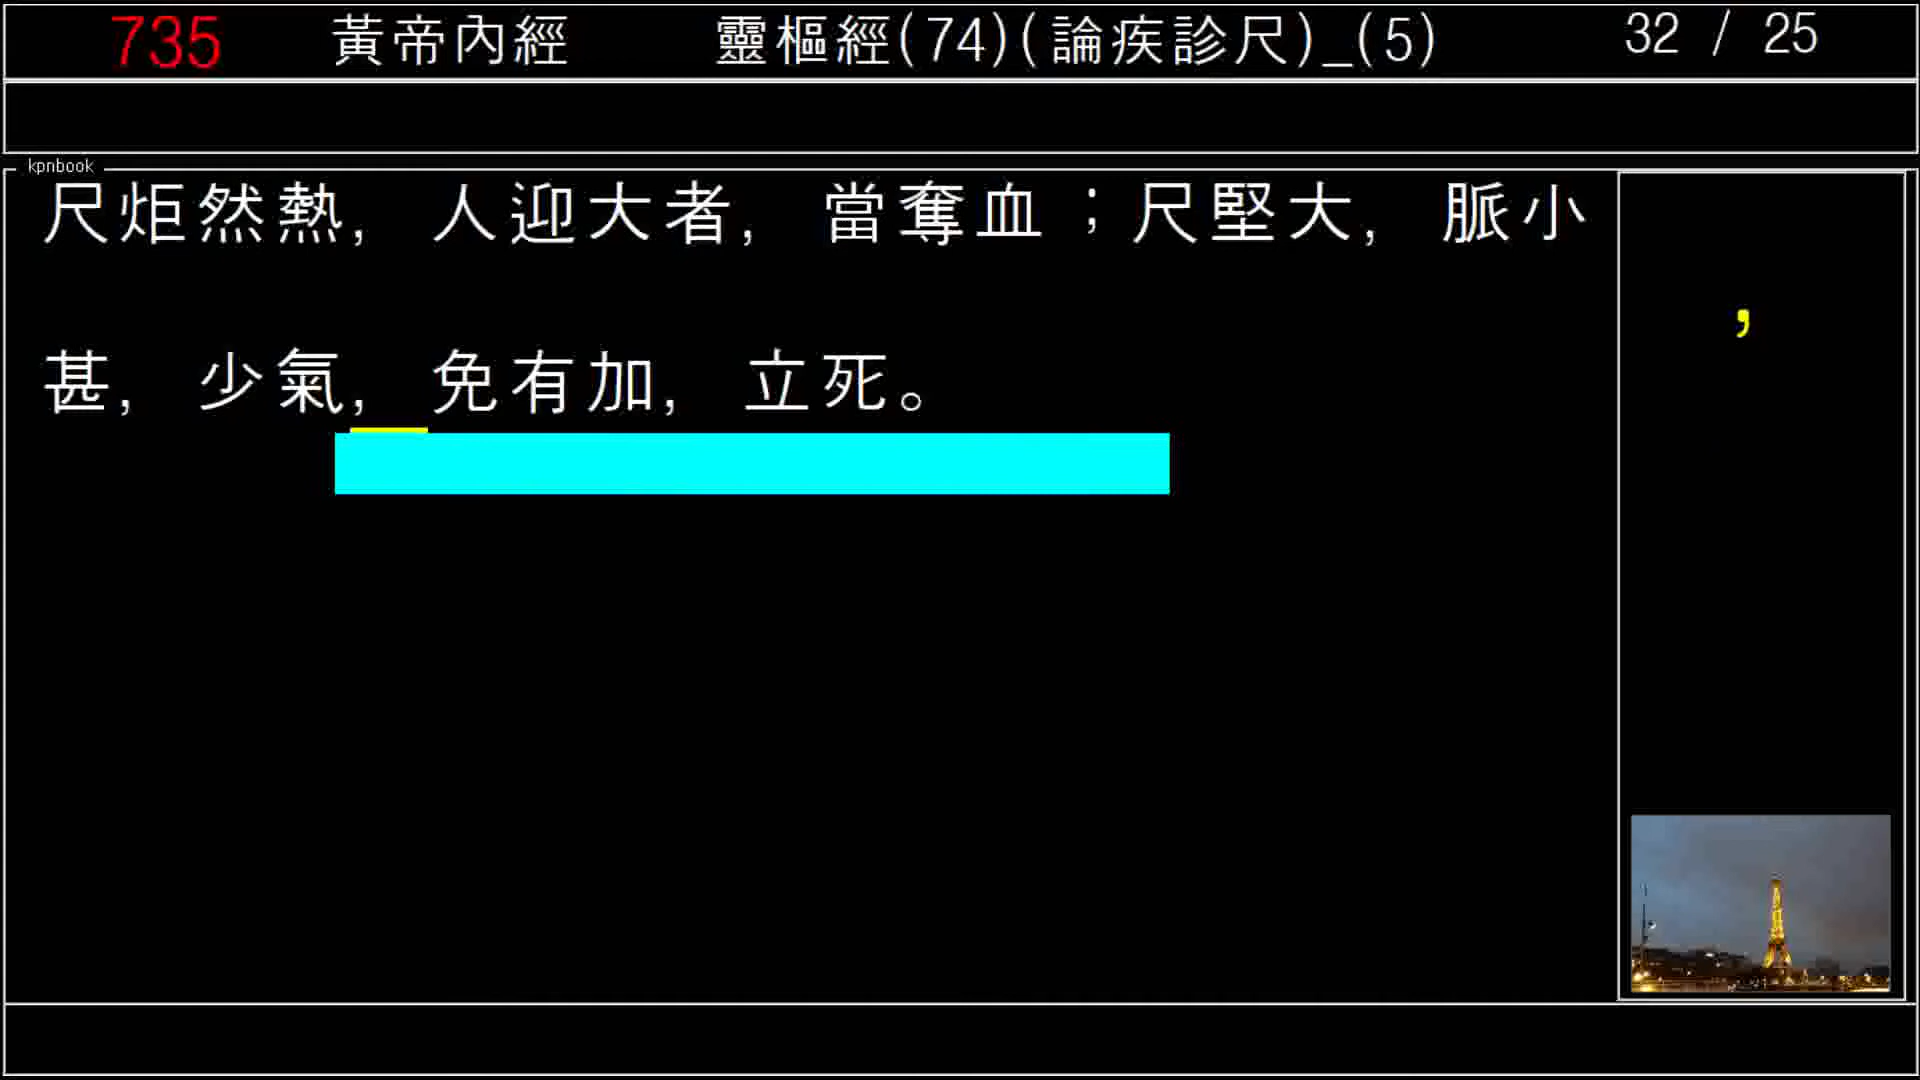 735 黃帝內經 靈樞經(74)(論疾診尺)_(5) 32 / 25
kpnbook
尺炬然熱, 人迎大者, 當奪血；尺堅大, 脈小
,
甚, 少氣, 免有加, 立死。